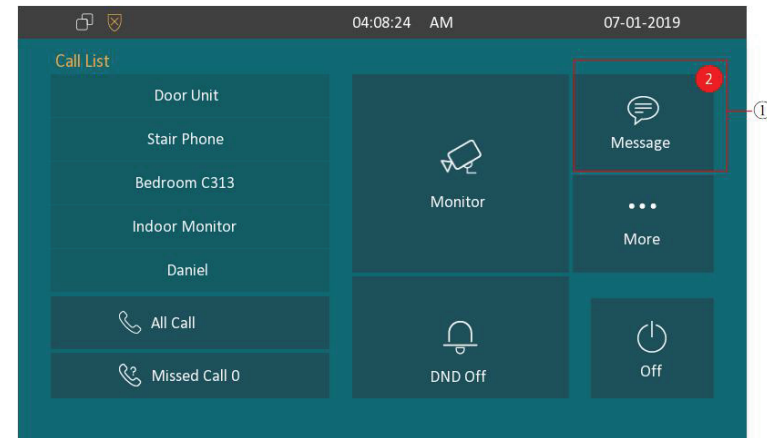 04:08:24 AM 07-01-2019
Call List
Door Unit
Stair Phone
Bedroom C313
Indoor Monitor
Daniel
All Call
Missed Call 0
Monitor
DND Off
2
Message
More
Off
①